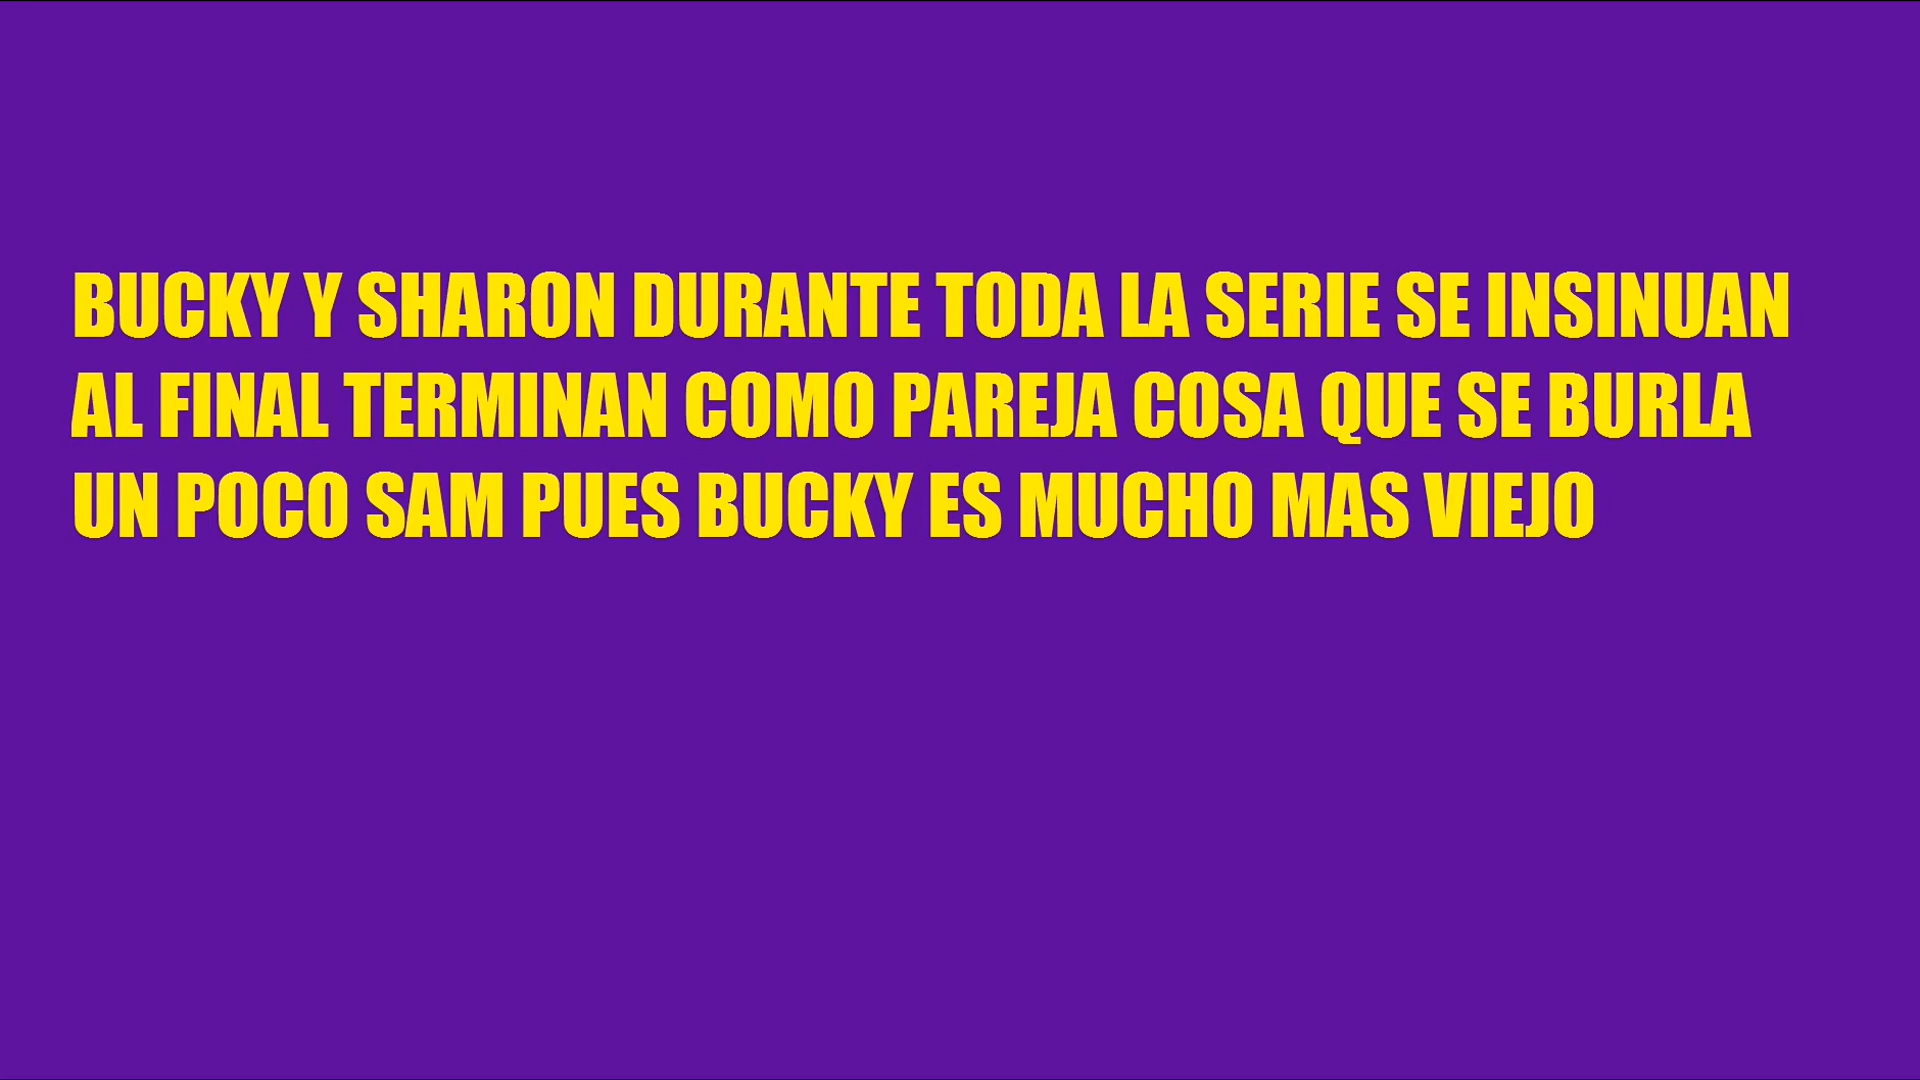 BUCKY Y SHARON DURANTE TODA LA SERIE SE INSINUAN
AL FINAL TERMINAN COMO PAREJA COSA QUE SE BURLA
UN POCO SAM PUES BUCKY ES MUCHO MAS VIEJO